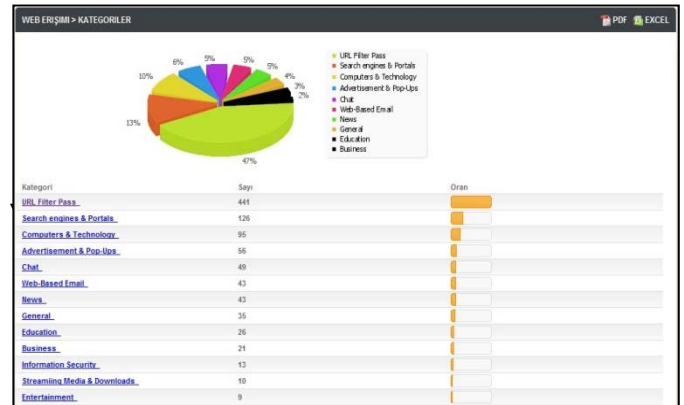 WEB ERIŞIMI > KATEGORILER
PDF EXCEL
6%
5%
5%
5%
4%
3%
2%
10%
13%
47%
URL Filter Pass
Search engines & Portals
Computers & Technology
Advertisement & Pop-Ups
Chat
Web-Based Email
News
General
Education
Business
Kategori Sayı Oran
URL Filter Pass 441
Search engines & Portals 126
Computers & Technology 95
Advertisement & Pop-Ups 56
Chat 49
Web-Based Email 43
News 43
General 35
Education 26
Business 21
Information Security 13
Streamiing Media & Downloads 10
Entertainment 9